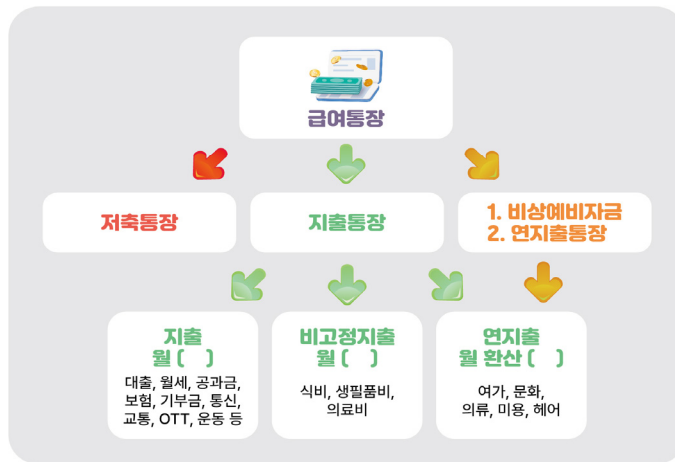 급여통장
저축통장
지출통장
1. 비상예비자금
2. 연지출통장
지출
월 (    )
대출, 월세, 공과금,
보험, 기부금, 통신,
교통, OTT, 운동 등
비고정지출
월 (    )
식비, 생필품비,
의료비
연지출
월 환산 (    )
여가, 문화,
의류, 미용, 헤어